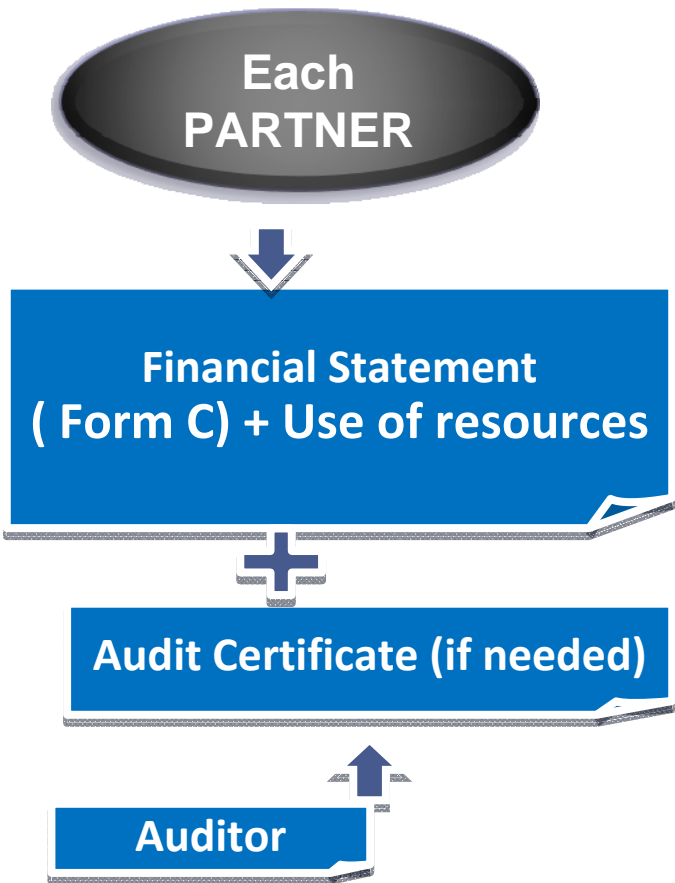 Each
PARTNER
Financial Statement
( Form C) + Use of resources
Audit Certificate (if needed)
Auditor